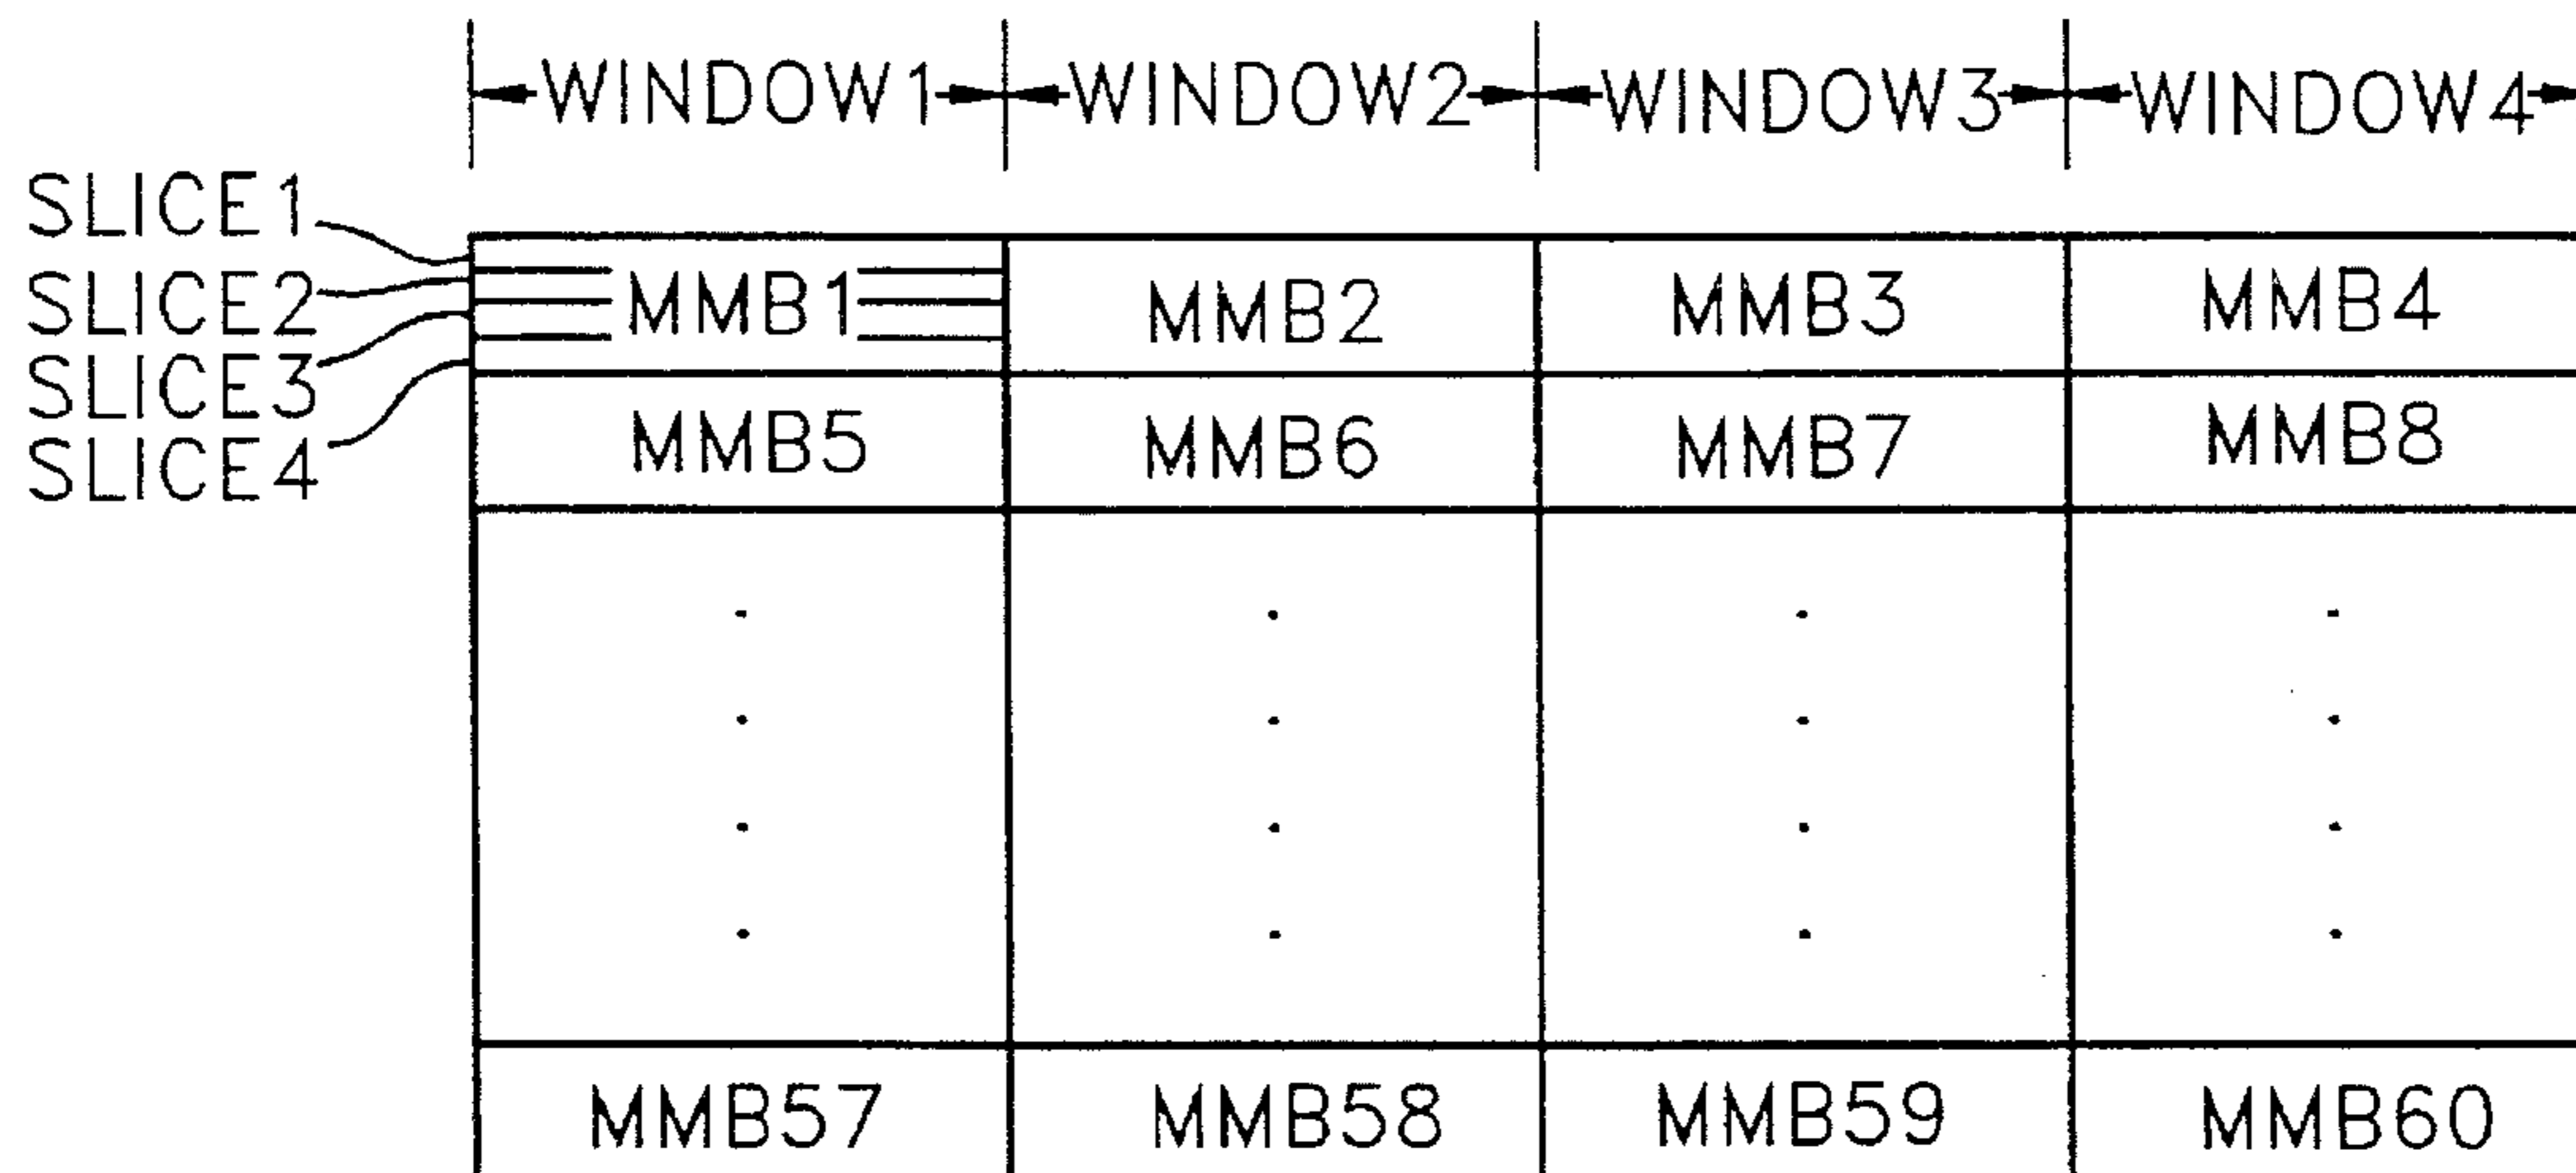 WINDOW1 WINDOW2 WINDOW3 WINDOW4
SLICE1
SLICE2
SLICE3
SLICE4
MMB1 MMB2 MMB3 MMB4
MMB5 MMB6 MMB7 MMB8
MMB57 MMB58 MMB59 MMB60